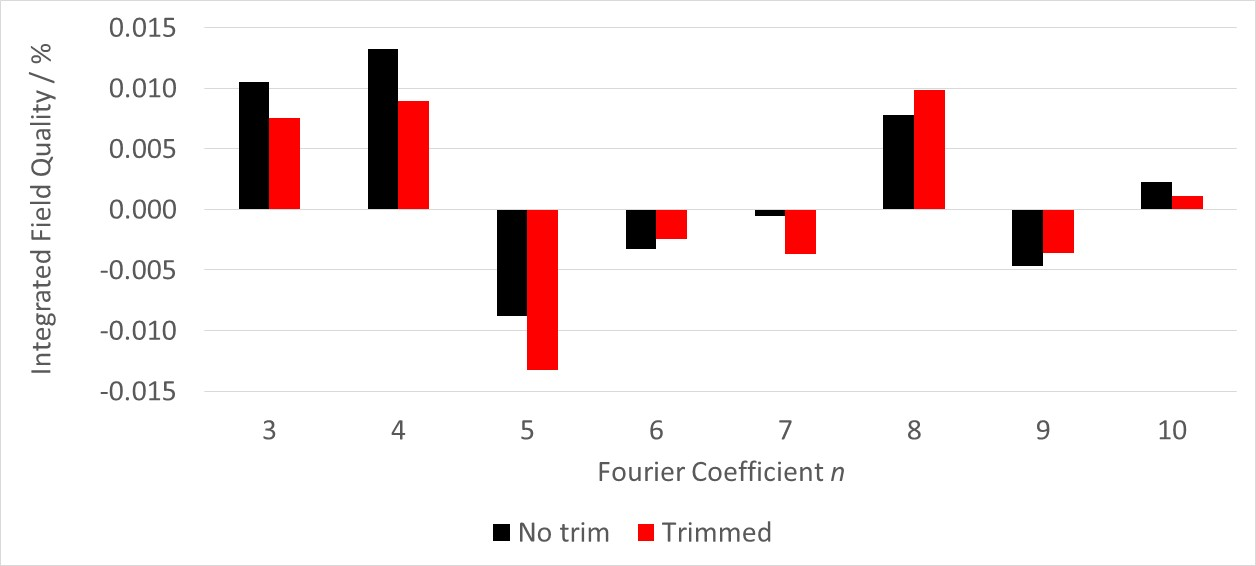 Integrated Field Quality / %
0.015
0.010
0.005
0.000
-0.005
-0.010
-0.015
3 4 5 6 7 8 9 10
Fourier Coefficient n
No trim Trimmed